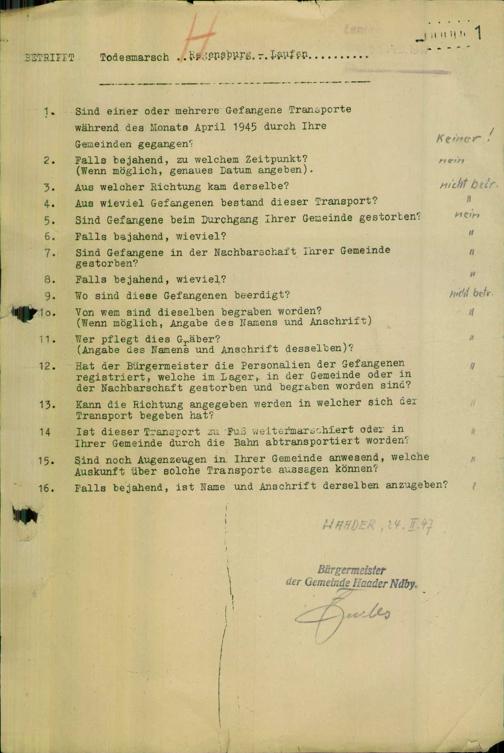 H
1
BETRIFFT Todesmarsch ..Regensburg.-.Laufen..........
1. Sind einer oder mehrere Gefangene Transporte
während des Monats April 1945 durch Ihre
Gemeinden gegangen? Keiner!
2. Falls bejahend, zu welchem Zeitpunkt? nein
(Wenn möglich, genaues Datum angeben).
3. Aus welcher Richtung kam derselbe? nicht betr.
4. Aus wieviel Gefangenen bestand dieser Transport? "
5. Sind Gefangene beim Durchgang Ihrer Gemeinde gestorben? nein
6. Falls bejahend, wieviel? "
7. Sind Gefangene in der Nachbarschaft Ihrer Gemeinde "
gestorben?
8. Falls bejahend, wieviel? "
9. Wo sind diese Gefangenen beerdigt? nicht betr.
10. Von wem sind dieselben begraben worden? "
(Wenn möglich, Angabe des Namens und Anschrift)
11. Wer pflegt dies Gräber? "
(Angabe des Namens und Anschrift desselben)?
12. Hat der Bürgermeister die Personalien der Gefangenen "
registriert, welche im Lager, in der Gemeinde oder in
der Nachbarschaft gestorben und begraben worden sind?
13. Kann die Richtung angegeben werden in welcher sich der "
Transport begeben hat?
14 Ist dieser Transport zu Fuß weitermarschiert oder in "
Ihrer Gemeinde durch die Bahn abtransportiert worden?
15. Sind noch Augenzeugen in Ihrer Gemeinde anwesend, welche "
Auskunft über solche Transporte aussagen können?
16. Falls bejahend, ist Name und Anschrift derselben anzugeben? "
HAADER, 24. II. 47
Bürgermeister
der Gemeinde Haader Ndby.